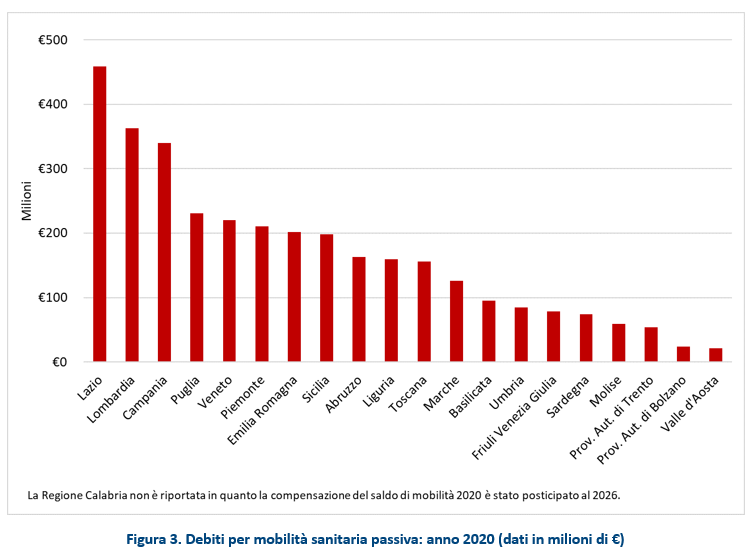 €500
€400
€300
€200
€100
€0
Milioni
Lazio
Lombardia
Campania
Puglia
Veneto
Piemonte
Emilia Romagna
Sicilia
Abruzzo
Liguria
Toscana
Marche
Basilicata
Umbria
Friuli Venezia Giulia
Sardegna
Molise
Prov. Aut. di Trento
Prov. Aut. di Bolzano
Valle d'Aosta
La Regione Calabria non è riportata in quanto la compensazione del saldo di mobilità 2020 è stato posticipato al 2026.
Figura 3. Debiti per mobilità sanitaria passiva: anno 2020 (dati in milioni di €)